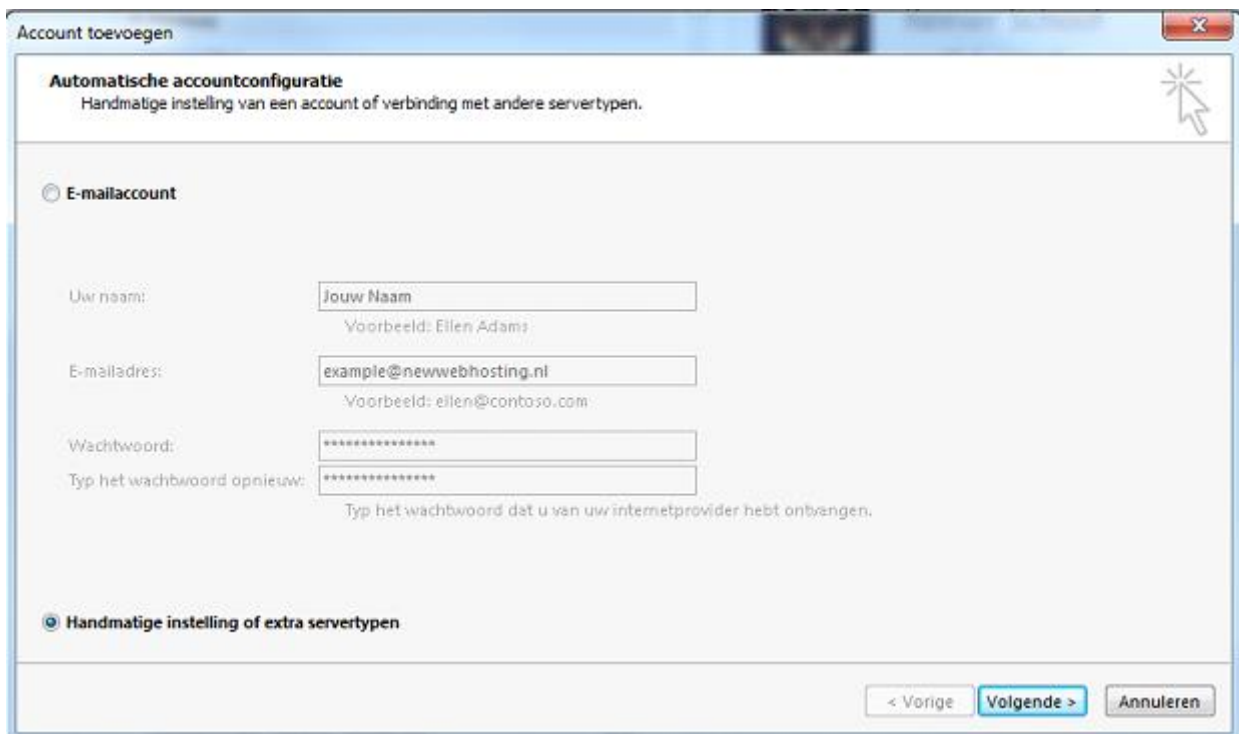 Account toevoegen
Automatische accountconfiguratie
Handmatige instelling van een account of verbinding met andere servertypen.
E-mailaccount
Uw naam: Jouw Naam
Voorbeeld: Ellen Adams
E-mailadres: example@newwebhosting.nl
Voorbeeld: ellen@contoso.com
Wachtwoord: ***************
Typ het wachtwoord opnieuw: ***************
Typ het wachtwoord dat u van uw internetprovider hebt ontvangen.
Handmatige instelling of extra servertypen
< Vorige Volgende > Annuleren